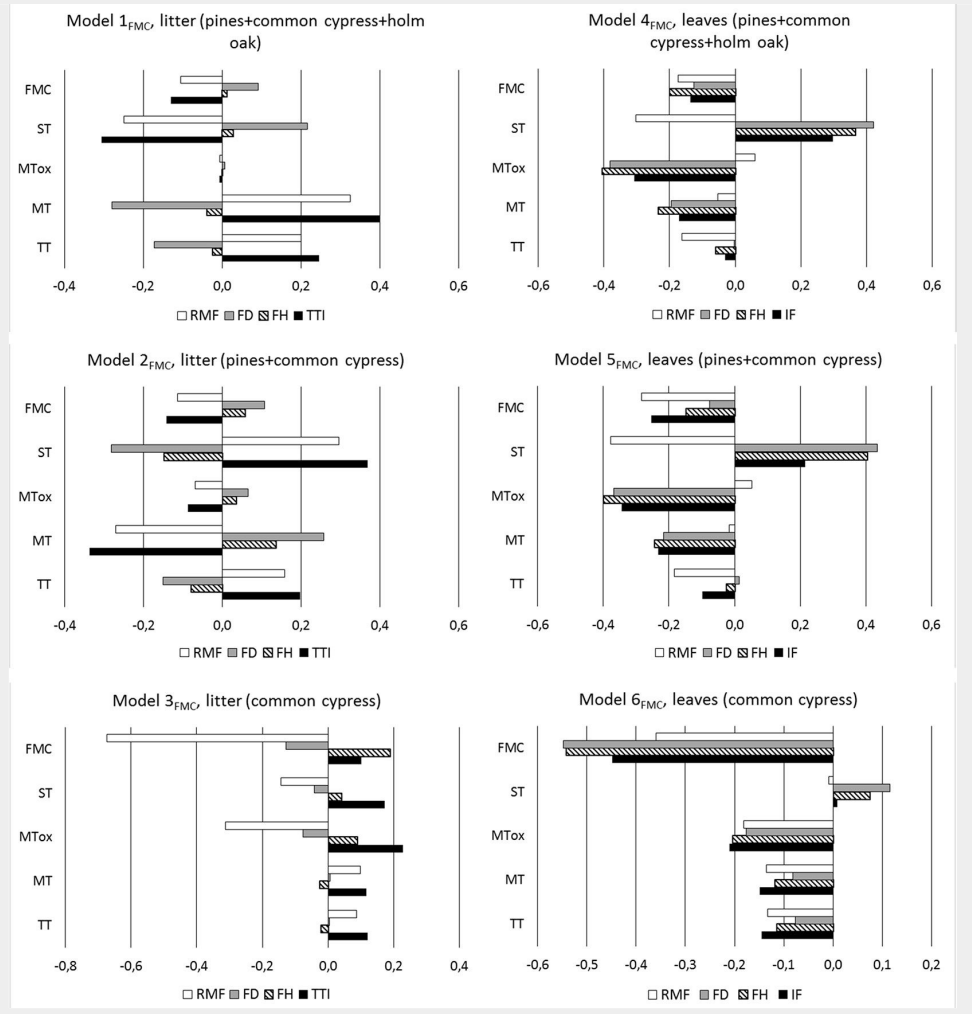 Model 1FMC, litter (pines+common cypress+holm
oak)
FMC
ST
MTox
MT
TT
-0,4 -0,2 0,0 0,2 0,4 0,6
RMF FD FH TTI
Model 4FMC, leaves (pines+common
cypress+holm oak)
FMC
ST
MTox
MT
TT
-0,6 -0,4 -0,2 0,0 0,2 0,4 0,6
RMF FD FH IF
Model 2FMC, litter (pines+common cypress)
FMC
ST
MTox
MT
TT
-0,4 -0,2 0,0 0,2 0,4 0,6
RMF FD FH TTI
Model 5FMC, leaves (pines+common cypress)
FMC
ST
MTox
MT
TT
-0,6 -0,4 -0,2 0,0 0,2 0,4 0,6
RMF FD FH IF
Model 3FMC, litter (common cypress)
FMC
ST
MTox
MT
TT
-0,8 -0,6 -0,4 -0,2 0,0 0,2 0,4
RMF FD FH TTI
Model 6FMC, leaves (common cypress)
FMC
ST
MTox
MT
TT
-0,6 -0,5 -0,4 -0,3 -0,2 -0,1 0,0 0,1 0,2
RMF FD FH IF